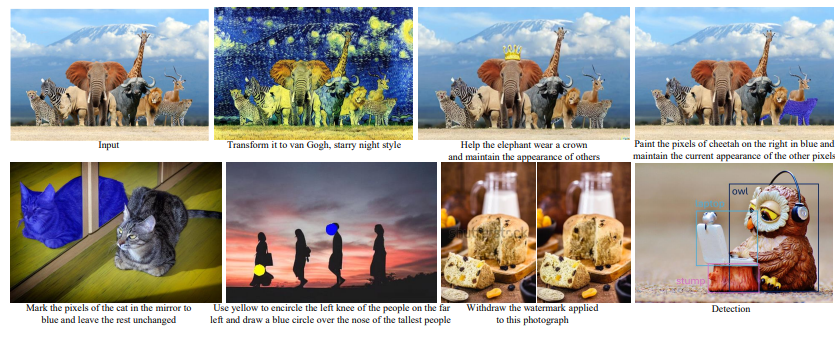 Input
Transform it to van Gogh, starry night style
Help the elephant wear a crown
and maintain the appearance of others
Paint the pixels of cheetah on the right in blue and
maintain the current appearance of the other pixels
owl
stump
Mark the pixels of the cat in the mirror to
blue and leave the rest unchanged
Use yellow to encircle the left knee of the people on the far
left and draw a blue circle over the nose of the tallest people
Withdraw the watermark applied
to this photograph
Detection